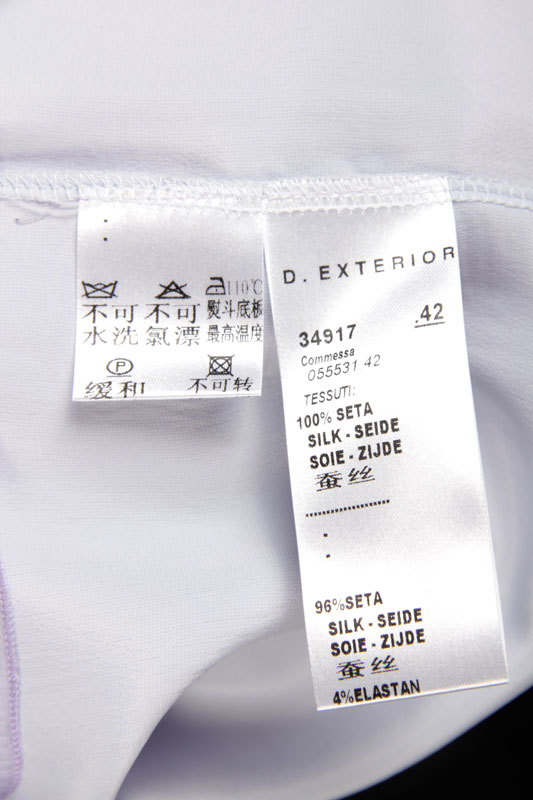 :
110℃
不可 不可 熨斗底板
水洗 氯漂 最高温度
P
缓和 不可转
D. EXTERIOR
.42
34917
Commessa
055531 42
TESSUTI:
100% SETA
SILK - SEIDE
SOIE - ZIJDE
蚕丝
:
96%SETA
SILK - SEIDE
SOIE - ZIJDE
蚕丝
4%ELASTAN